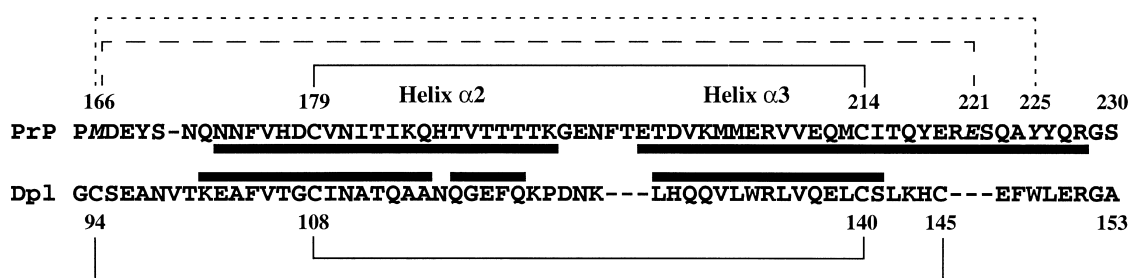 Helix α2 Helix α3
166 179 214 221 225 230
PrP PMDEYS-NQNNFVHDCVNITIKQHTVTTTTKGENFTETDVKMMERVVEQMCITQYERESQAYYQRGS
Dpl GCSEANVTKEAFVTGCINATQAANQGEFQKPDNK---LHQQVLWRLVQELCSLKHC---EFWLERGA
94 108 140 145 153